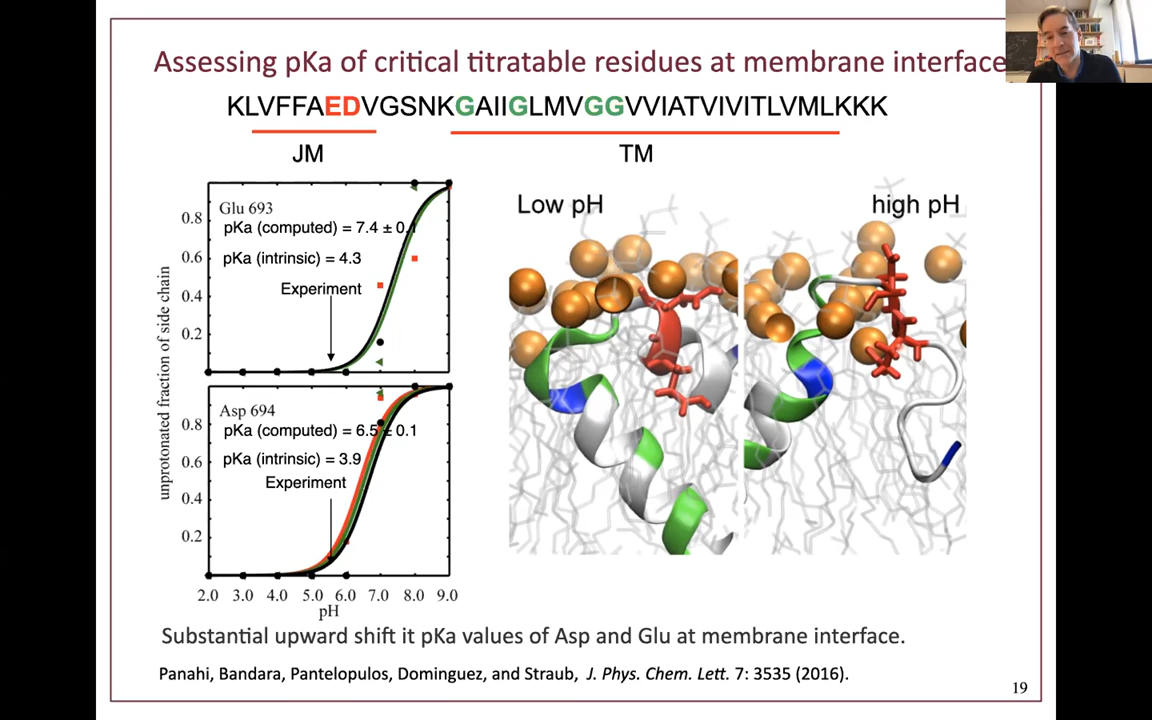 Assessing pKa of critical titratable residues at membrane interface
KLVFFAEDVGSNKGAIIGLMVGGVVIATVIVITLVMLKKK
JM
TM
0.8
0.6
0.4
0.2
Glu 693
pKa (computed) = 7.4 ± 0.1
pKa (intrinsic) = 4.3
Experiment
unprotonated fraction of side chain
0.8
0.6
0.4
0.2
Asp 694
pKa (computed) = 6.5 ± 0.1
pKa (intrinsic) = 3.9
Experiment
2.0 3.0 4.0 5.0 6.0 7.0 8.0 9.0
pH
Low pH
high pH
Substantial upward shift it pKa values of Asp and Glu at membrane interface.
Panahi, Bandara, Pantelopulos, Dominguez, and Straub, J. Phys. Chem. Lett. 7: 3535 (2016).
19